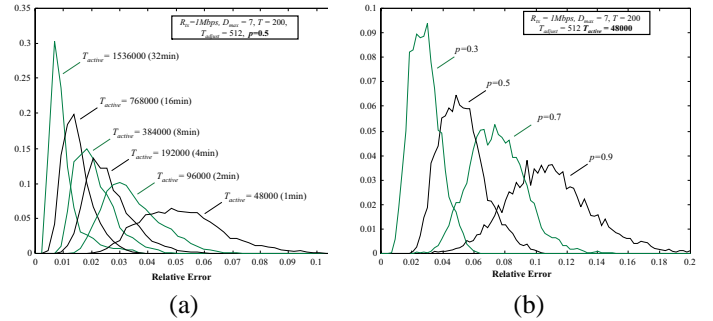 R_tx =1Mbps, D_max = 7, T = 200,
T_adjust = 512, p=0.5
0.35
0.3
0.25
0.2
0.15
0.1
0.05
0
T_active = 1536000 (32min)
T_active = 768000 (16min)
T_active = 384000 (8min)
T_active = 192000 (4min)
T_active = 96000 (2min)
T_active = 48000 (1min)
0 0.01 0.02 0.03 0.04 0.05 0.06 0.07 0.08 0.09 0.1
Relative Error
(a)
R_tx =1Mbps, D_max = 7, T = 200
T_adjust = 512 T_active = 48000
0.1
0.09
0.08
0.07
0.06
0.05
0.04
0.03
0.02
0.01
0
p=0.3
p=0.5
p=0.7
p=0.9
0 0.02 0.04 0.06 0.08 0.1 0.12 0.14 0.16 0.18 0.2
Relative Error
(b)